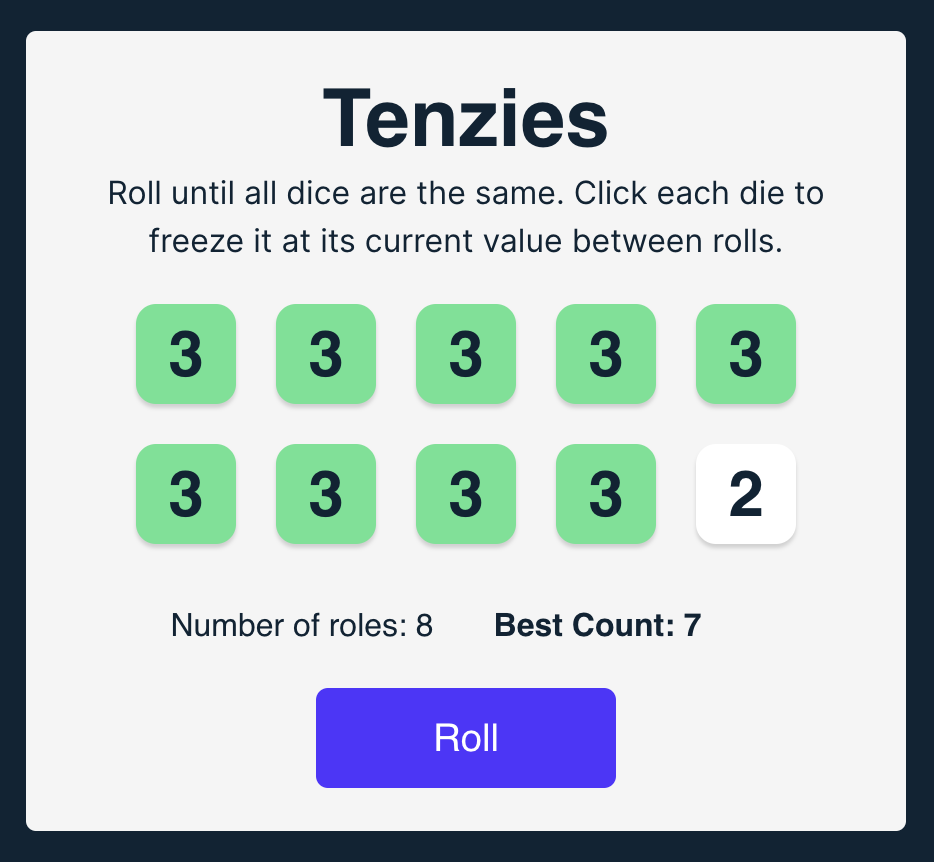 Tenzies
Roll until all dice are the same. Click each die to
freeze it at its current value between rolls.
3 3 3 3 3
3 3 3 3 2
Number of roles: 8 Best Count: 7
Roll